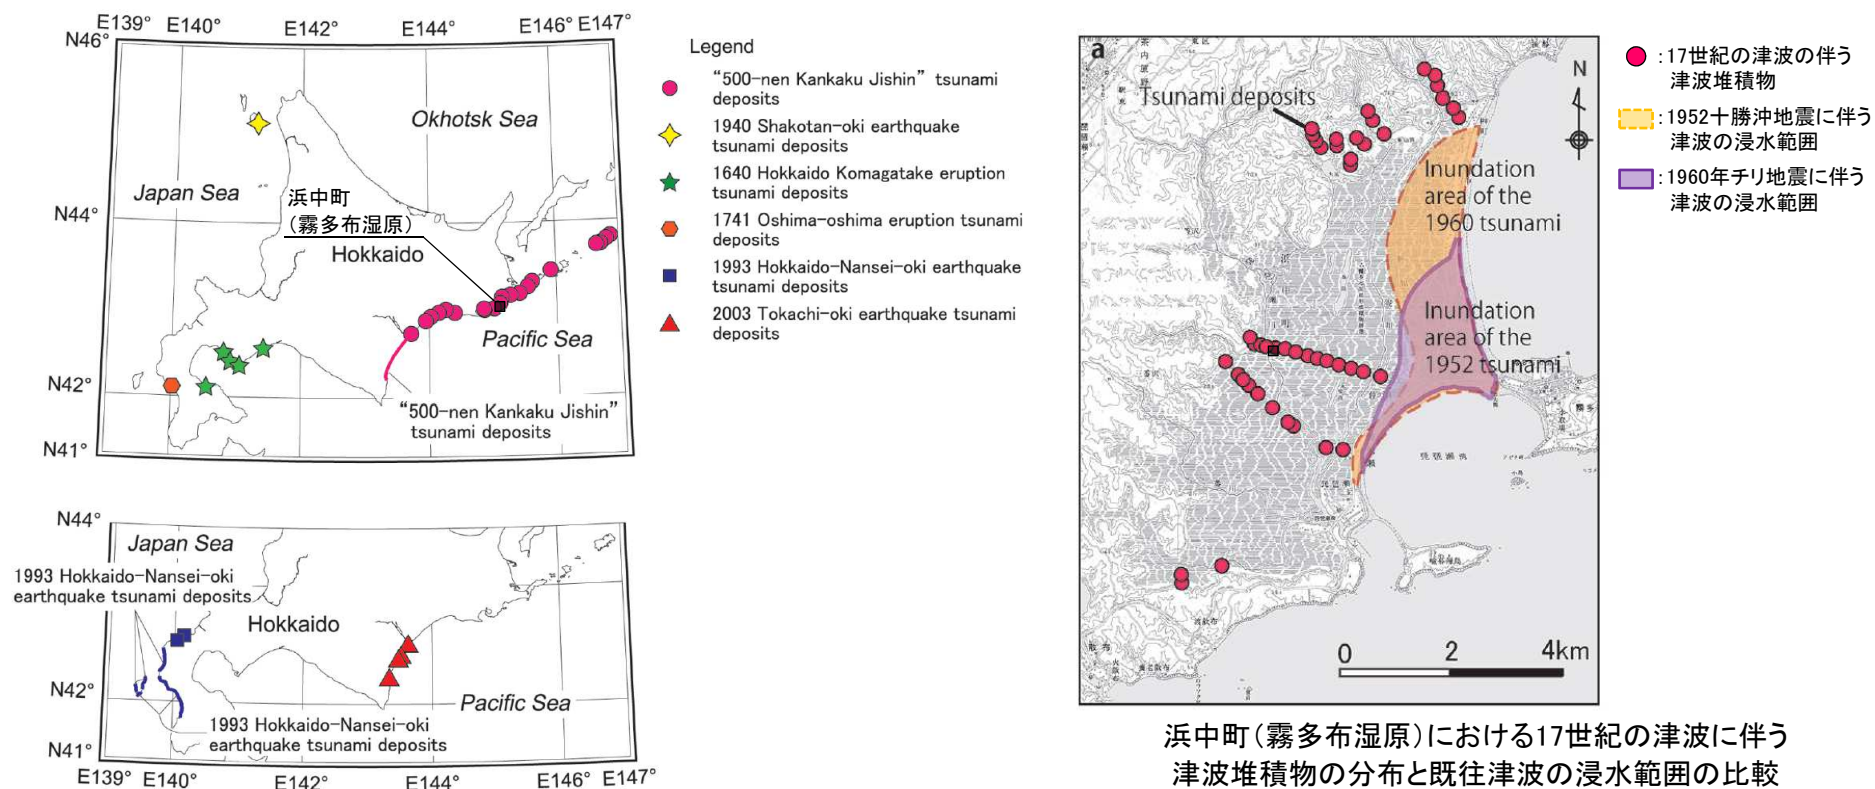 E139°
E140°
E142°
E144°
E146°
E147°
N46°
N44°
N42°
N41°
Okhotsk Sea
Japan Sea
浜中町
（霧多布湿原）
Hokkaido
Pacific Sea
“500-nen Kankaku Jishin”
tsunami deposits
Legend
“500-nen Kankaku Jishin” tsunami
deposits
1940 Shakotan-oki earthquake
tsunami deposits
1640 Hokkaido Komagatake eruption
tsunami deposits
1741 Oshima-oshima eruption tsunami
deposits
1993 Hokkaido-Nansei-oki earthquake
tsunami deposits
2003 Tokachi-oki earthquake tsunami
deposits
N44°
Japan Sea
1993 Hokkaido-Nansei-oki
earthquake tsunami deposits
Hokkaido
N42°
Pacific Sea
1993 Hokkaido-Nansei-oki
earthquake tsunami deposits
N41°
E139°
E140°
E142°
E144°
E146°
E147°
a
Tsunami deposits
N
Inundation
area of the
1960 tsunami
Inundation
area of the
1952 tsunami
0
2
4km
:17世紀の津波の伴う
津波堆積物
:1952十勝沖地震に伴う
津波の浸水範囲
:1960年チリ地震に伴う
津波の浸水範囲
浜中町（霧多布湿原）における17世紀の津波に伴う
津波堆積物の分布と既往津波の浸水範囲の比較